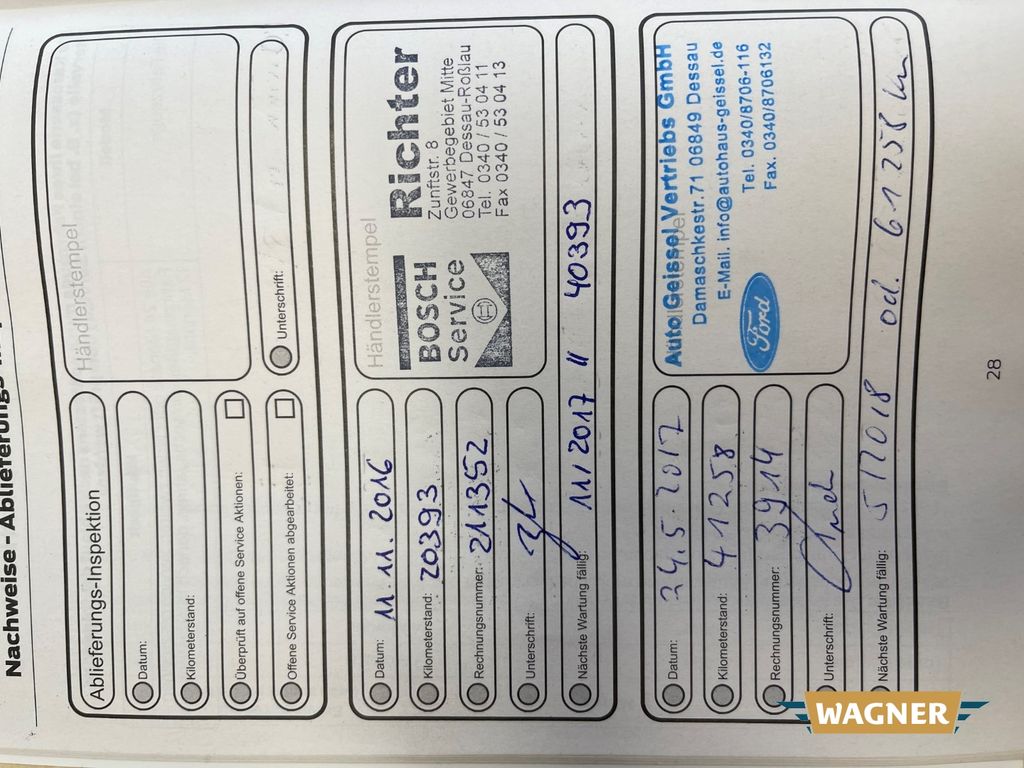 Nachweise - Ablieferungs
Ablieferungs-Inspektion
Datum:
Kilometerstand:
Überprüft auf offene Service Aktionen:
Offene Service Aktionen abgearbeitet:
Händlerstempel
Unterschrift:
Datum: 11.11.2016
Kilometerstand: 20393
Rechnungsnummer: 211352
Unterschrift:
Händlerstempel
BOSCH
Service
Richter
Zunftstr. 8
Gewerbegebiet Mitte
06847 Dessau-Roßlau
Tel. 0340 / 53 04 11
Fax 0340 / 53 04 13
Nächste Wartung fällig: 11/2017 // 40393
Datum: 24.5.2017
Kilometerstand: 41258
Rechnungsnummer: 3914
Unterschrift:
Auto Geissel Vertriebs GmbH
Damaschkestr.71 06849 Dessau
E-Mail. info@autohaus-geissel.de
Tel. 0340/8706-116
Fax. 0340/8706132
Ford
Nächste Wartung fällig: 5/2018 od. 61258 km
28
WAGNER